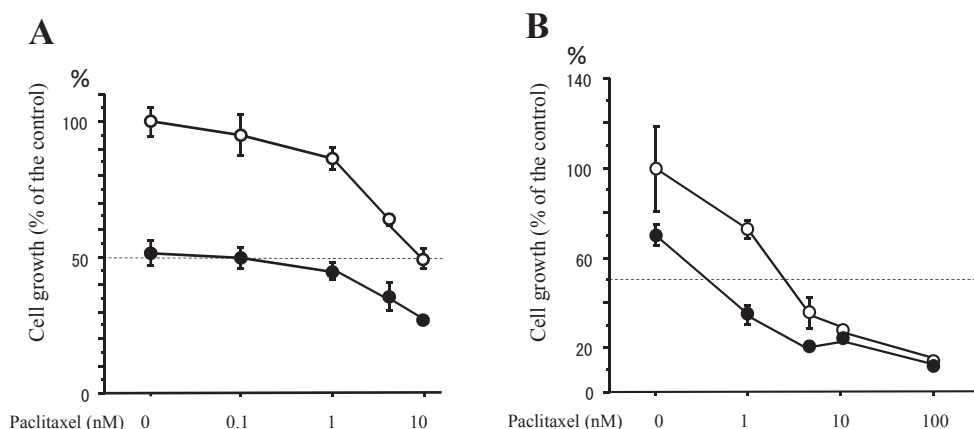 A
%
Cell growth (% of the control)
100
50
0
Paclitaxel (nM) 0 0.1 1 10
B
%
Cell growth (% of the control)
140
100
60
20
0
Paclitaxel (nM) 0 1 10 100